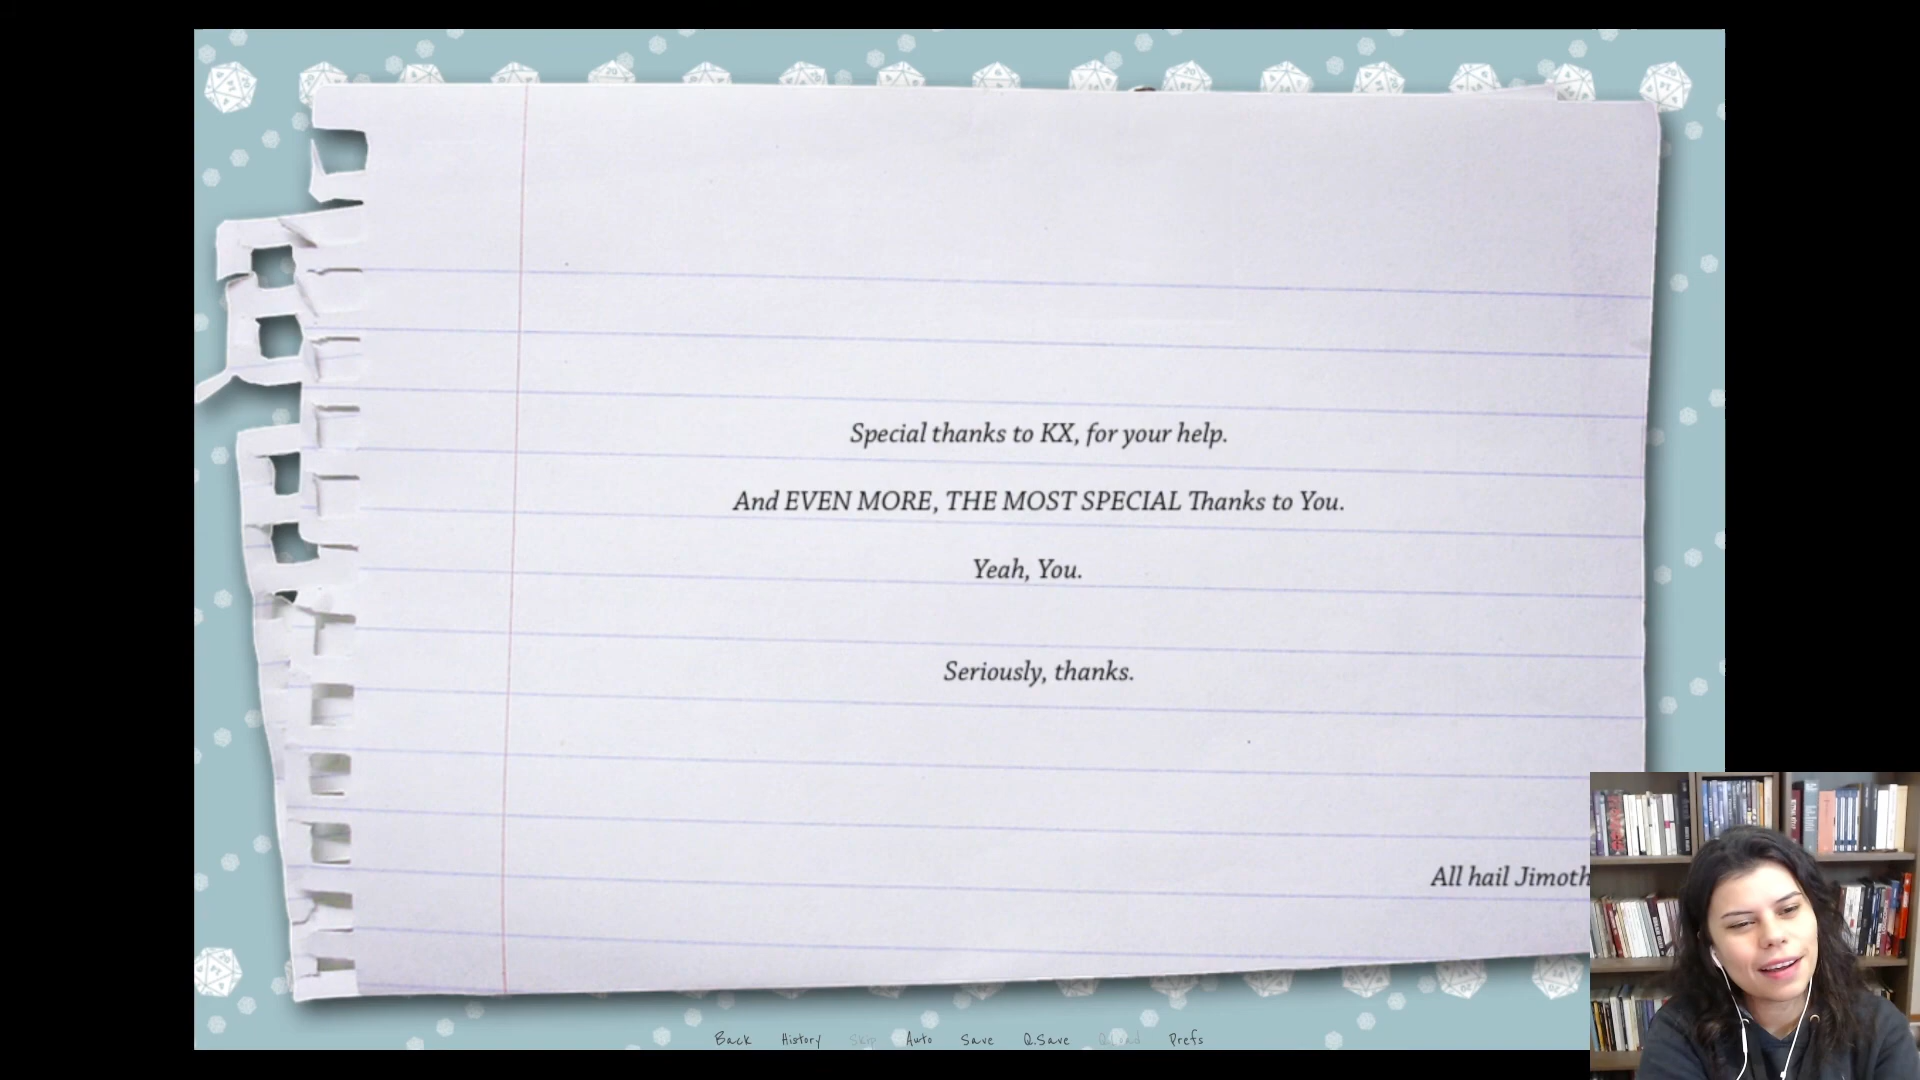 Special thanks to KX, for your help.
And EVEN MORE, THE MOST SPECIAL Thanks to You.
Yeah, You.
Seriously, thanks.
All hail Jimoth
Back History Skip Auto Save Q.Save Q.Load Prefs